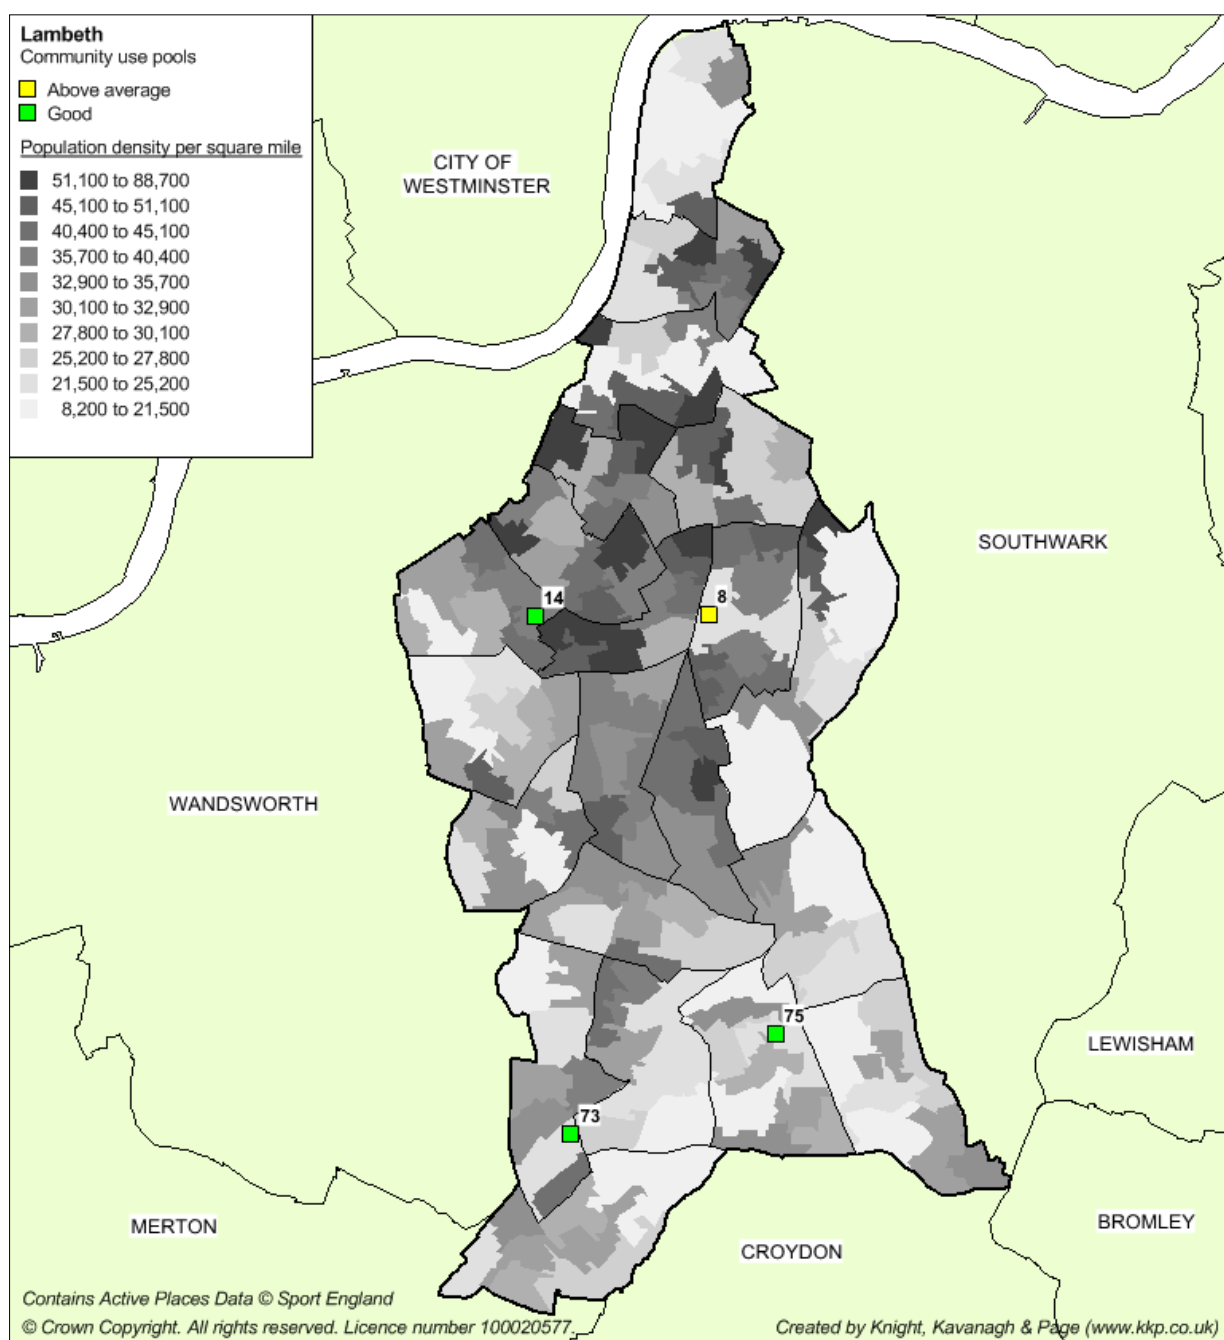 Lambeth
Community use pools
Above average
Good
Population density per square mile
51,100 to 88,700
45,100 to 51,100
40,400 to 45,100
35,700 to 40,400
32,900 to 35,700
30,100 to 32,900
27,800 to 30,100
25,200 to 27,800
21,500 to 25,200
8,200 to 21,500
CITY OF
WESTMINSTER
SOUTHWARK
14
8
WANDSWORTH
75
LEWISHAM
73
MERTON
BROMLEY
CROYDON
Contains Active Places Data © Sport England
© Crown Copyright. All rights reserved. Licence number 100020577.
Created by Knight, Kavanagh & Page (www.kkp.co.uk)